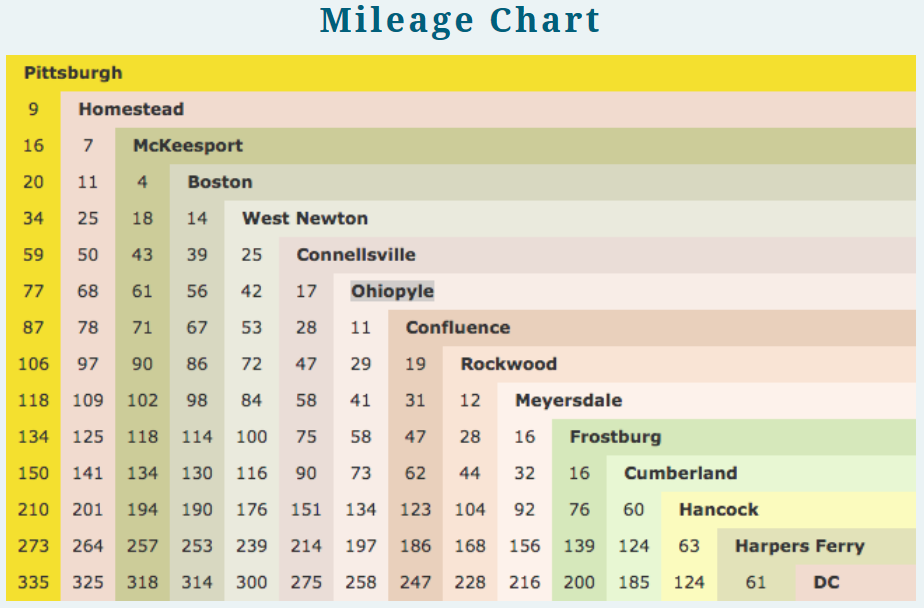 Mileage Chart
Pittsburgh
9 Homestead
16 7 McKeesport
20 11 4 Boston
34 25 18 14 West Newton
59 50 43 39 25 Connellsville
77 68 61 56 42 17 Ohiopyle
87 78 71 67 53 28 11 Confluence
106 97 90 86 72 47 29 19 Rockwood
118 109 102 98 84 58 41 31 12 Meyersdale
134 125 118 114 100 75 58 47 28 16 Frostburg
150 141 134 130 116 90 73 62 44 32 16 Cumberland
210 201 194 190 176 151 134 123 104 92 76 60 Hancock
273 264 257 253 239 214 197 186 168 156 139 124 63 Harpers Ferry
335 325 318 314 300 275 258 247 228 216 200 185 124 61 DC